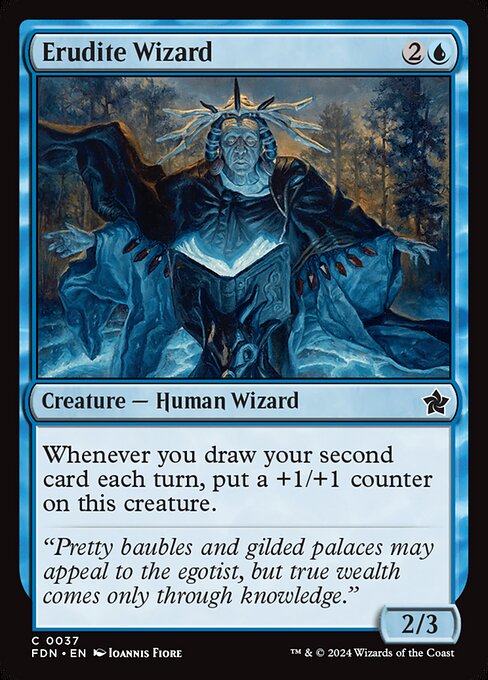 Erudite Wizard 2
Creature — Human Wizard
Whenever you draw your second
card each turn, put a +1/+1 counter
on this creature.
“Pretty baubles and gilded palaces may
appeal to the egotist, but true wealth
comes only through knowledge.”
2/3
C 0037
FDN • EN Ioannis Fiore
™ & © 2024 Wizards of the Coast